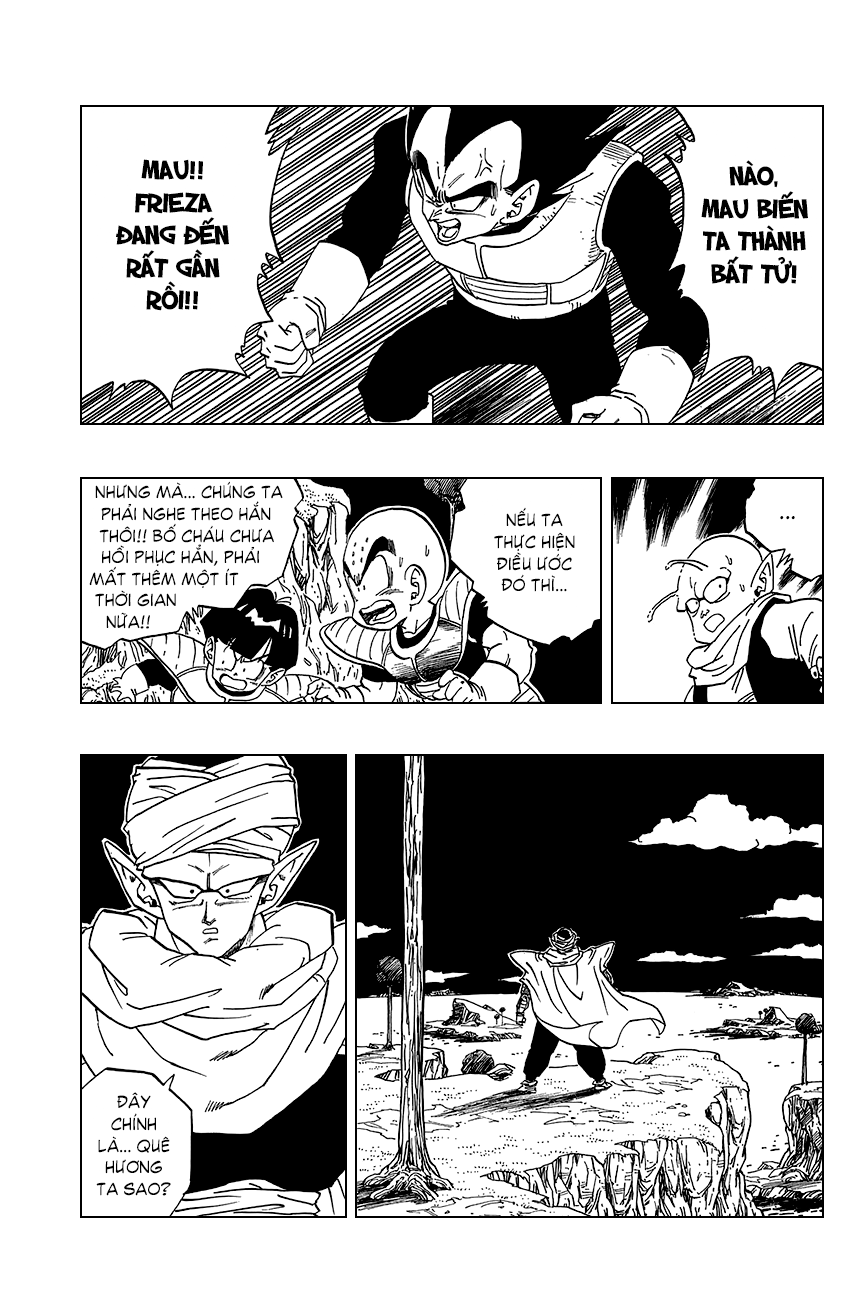 NÀO,
MAU BIẾN
TA THÀNH
BẤT TỬ!
MAU!!
FRIEZA
ĐANG ĐẾN
RẤT GẦN
RỒI!!
...
NẾU TA
THỰC HIỆN
ĐIỀU ƯỚC
ĐÓ THÌ...
NHƯNG MÀ... CHÚNG TA
PHẢI NGHE THEO HẮN
THÔI!! BỐ CHÁU CHƯA
HỒI PHỤC HẲN, PHẢI
MẤT THÊM MỘT ÍT
THỜI GIAN
NỮA!!
ĐÂY
CHÍNH
LÀ... QUÊ
HƯƠNG
TA SAO?